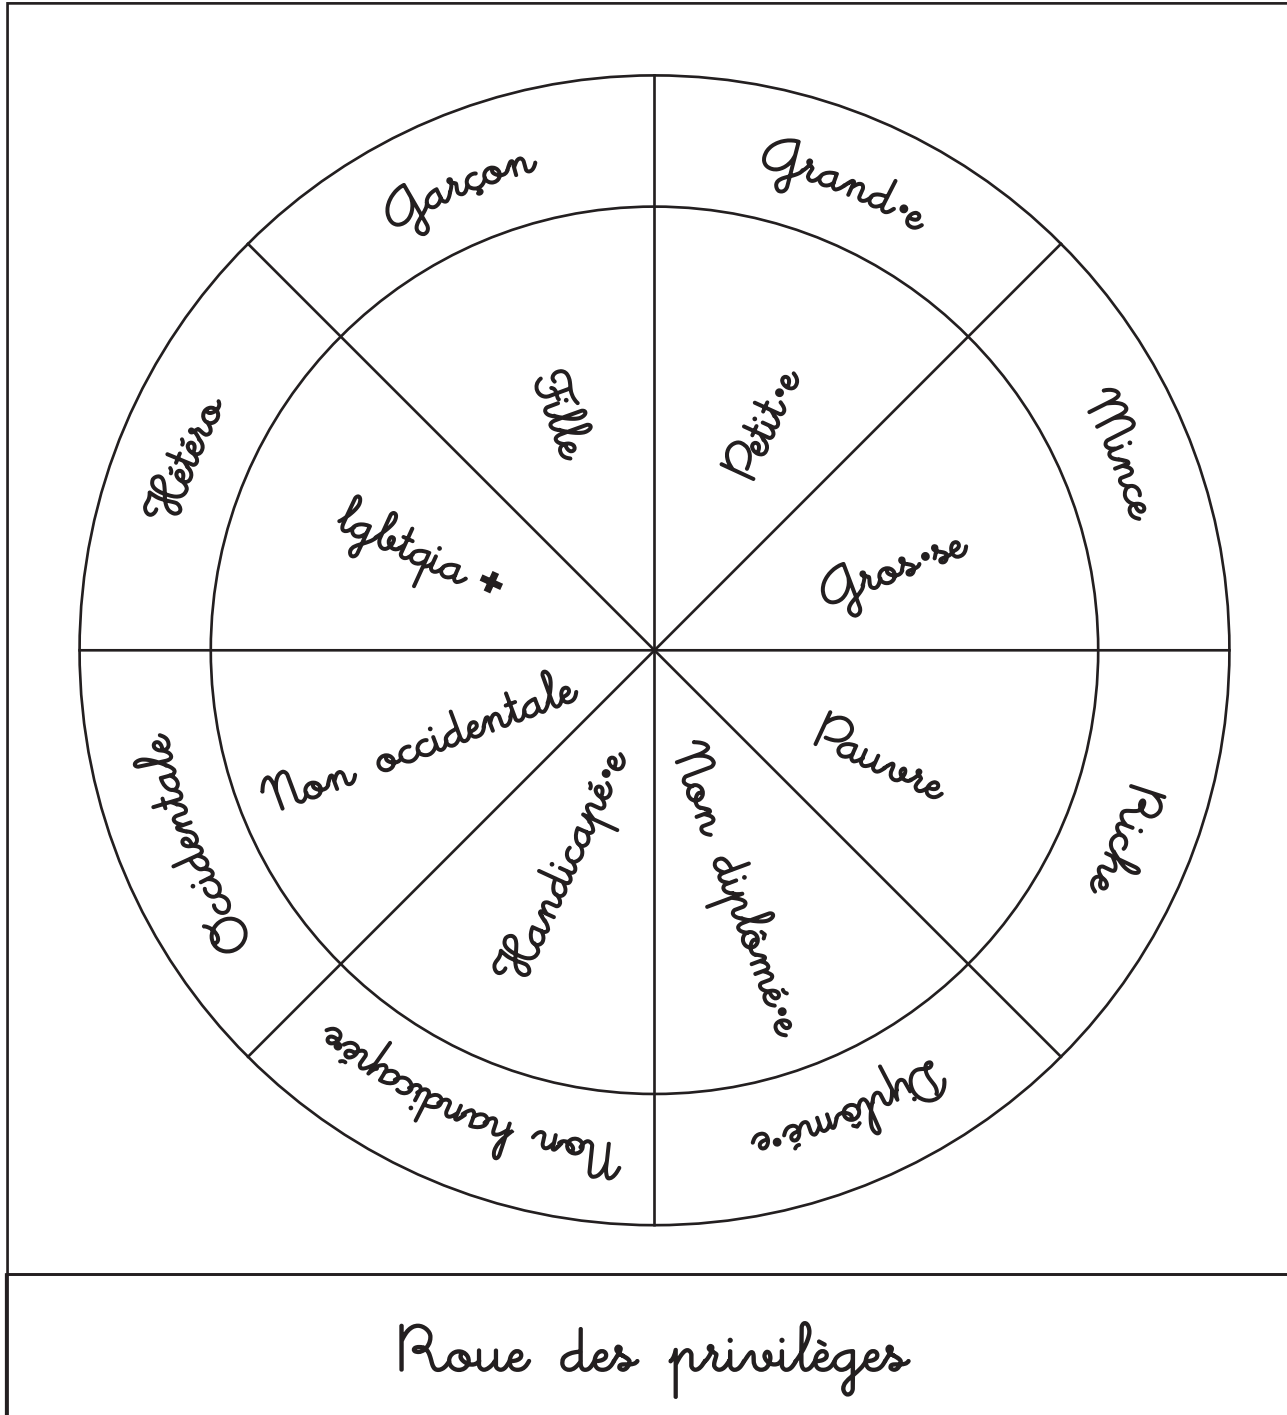 Garçon
Grand·e
Mince
Riche
Diplômé·e
Non handicapé·e
Occidentale
Hétéro
Fille
Petit·e
Gros·se
Pauvre
Non diplômé·e
Handicapé·e
Non occidentale
lgbtqia +
Roue des privilèges